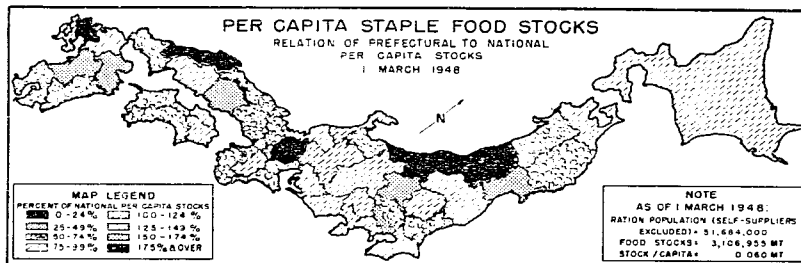 PER CAPITA STAPLE FOOD STOCKS
RELATION OF PREFECTURAL TO NATIONAL
PER CAPITA STOCKS
1 MARCH 1948
N
MAP LEGEND
PERCENT OF NATIONAL PER CAPITA STOCKS
0-24% 100-124%
25-49% 125-149%
50-74% 150-174%
75-99% 175% & OVER
NOTE
AS OF 1 MARCH 1948:
RATION POPULATION (SELF-SUPPLIERS
EXCLUDED)= 51,684,000
FOOD STOCKS= 3,106,955 MT
STOCK/CAPITA= 0.060 MT